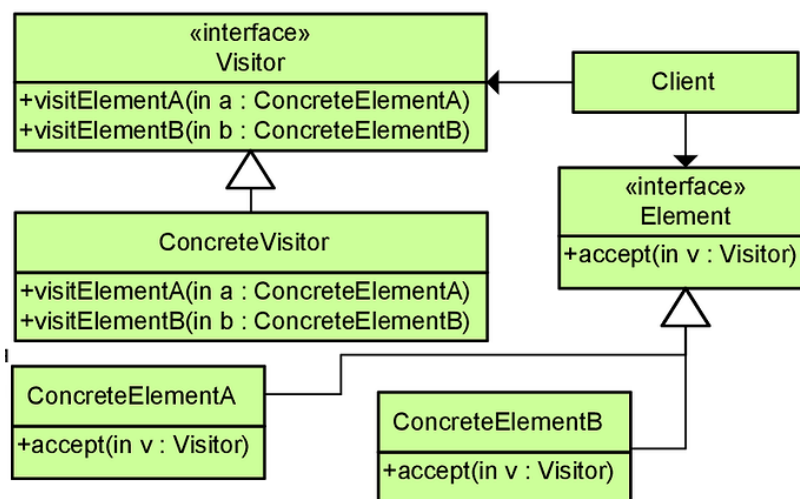 «interface»
Visitor
+visitElementA(in a : ConcreteElementA)
+visitElementB(in b : ConcreteElementB)
Client
«interface»
Element
+accept(in v : Visitor)
ConcreteVisitor
+visitElementA(in a : ConcreteElementA)
+visitElementB(in b : ConcreteElementB)
ConcreteElementA
+accept(in v : Visitor)
ConcreteElementB
+accept(in v : Visitor)